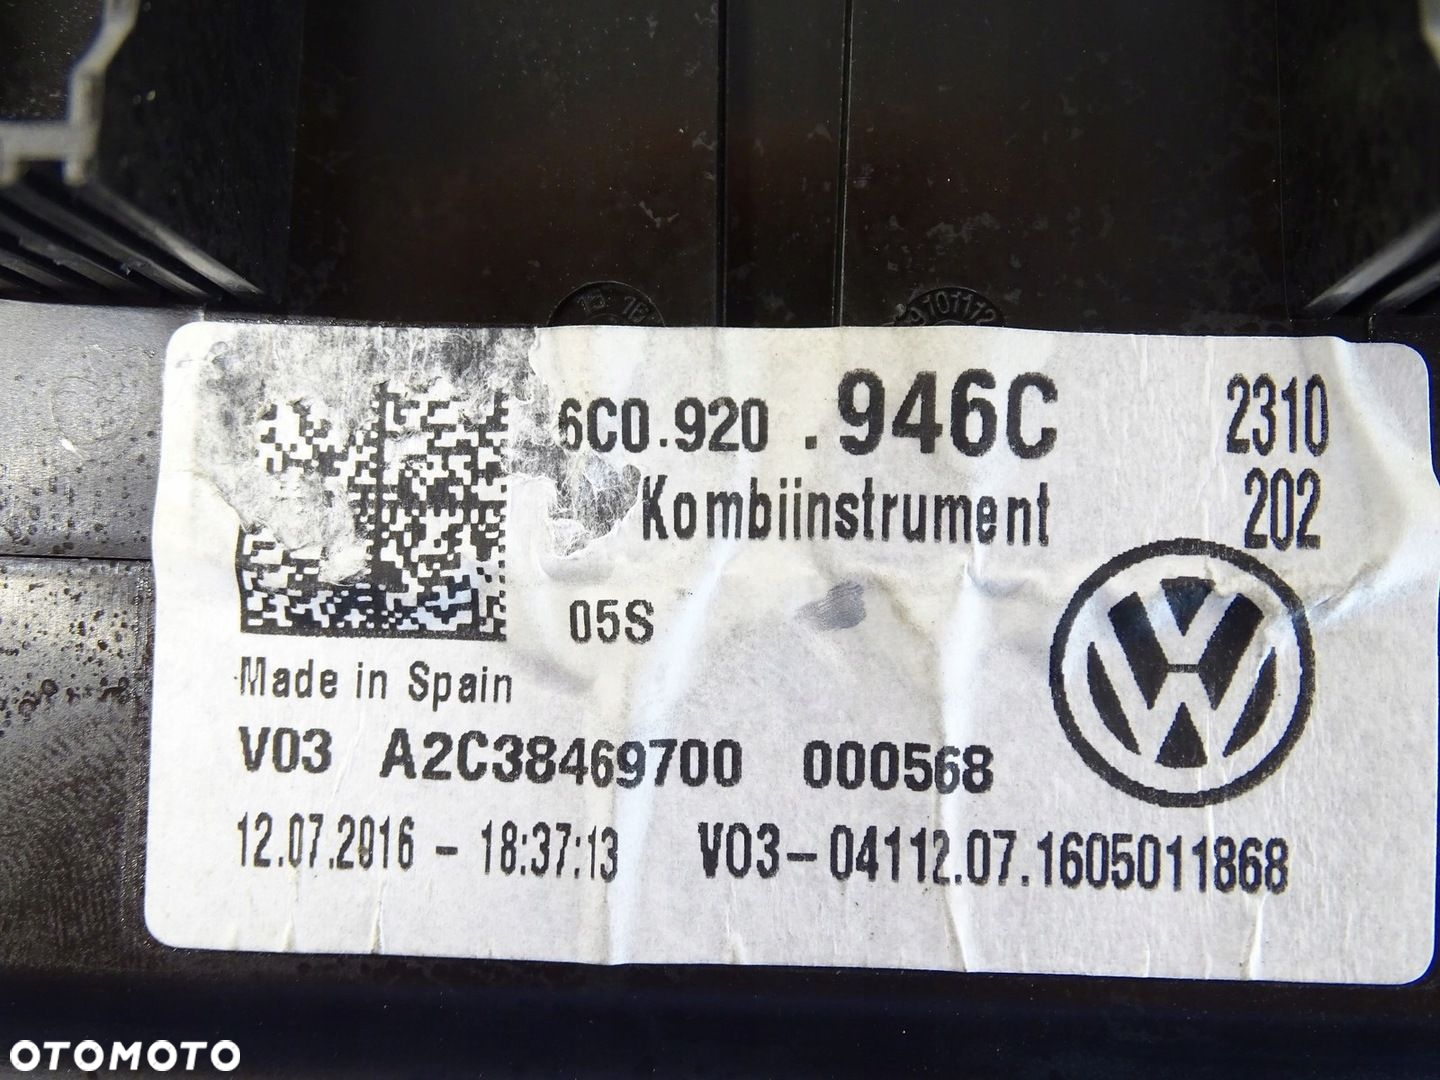 9101112
6C0.920 .946C 2310
Kombiinstrument 202
05S
Made in Spain
V03 A2C38469700 000568
12.07.2016 - 18:37:13 V03-04112.07.1605011868
OTOMOTO